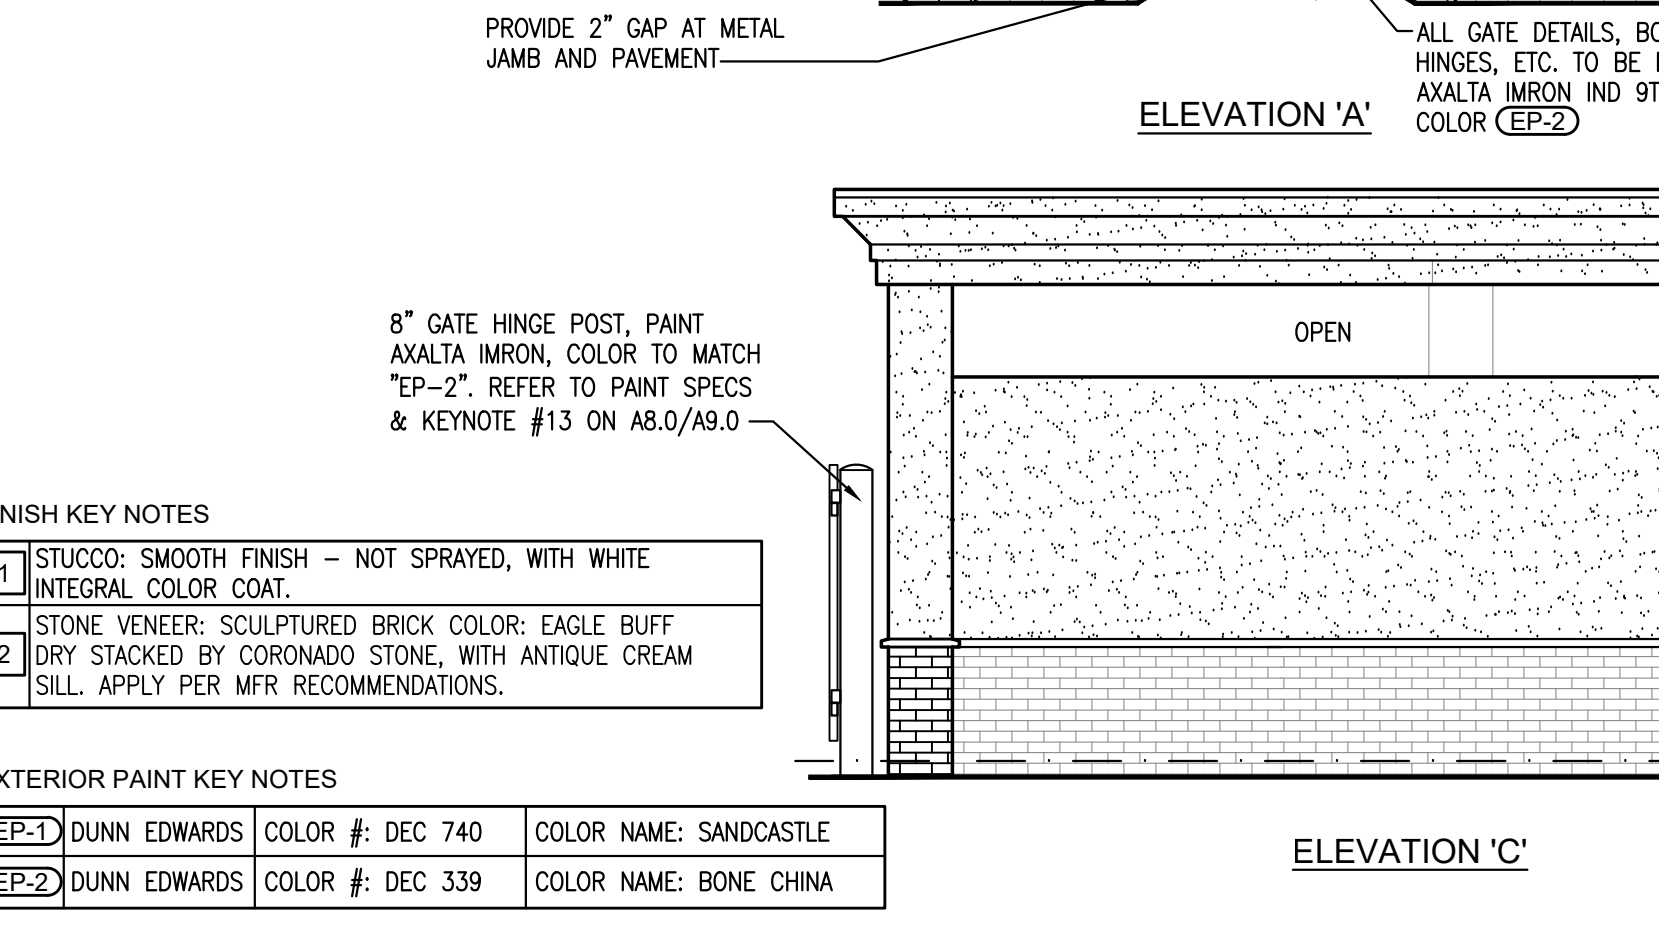 PROVIDE 2” GAP AT METAL
JAMB AND PAVEMENT
ALL GATE DETAILS,
HINGES, ETC. TO BE
AXALTA IMRON IND
COLOR EP-2
ELEVATION 'A'
OPEN
8” GATE HINGE POST, PAINT
AXALTA IMRON, COLOR TO MATCH
”EP-2”. REFER TO PAINT SPECS
& KEYNOTE #13 ON A8.0/A9.0
NISH KEY NOTES
1 STUCCO: SMOOTH FINISH – NOT SPRAYED, WITH WHITE
INTEGRAL COLOR COAT.
2 STONE VENEER: SCULPTURED BRICK COLOR: EAGLE BUFF
DRY STACKED BY CORONADO STONE, WITH ANTIQUE CREAM
SILL. APPLY PER MFR RECOMMENDATIONS.
XTERIOR PAINT KEY NOTES
EP-1 DUNN EDWARDS COLOR #: DEC 740 COLOR NAME: SANDCASTLE
EP-2 DUNN EDWARDS COLOR #: DEC 339 COLOR NAME: BONE CHINA
ELEVATION 'C'